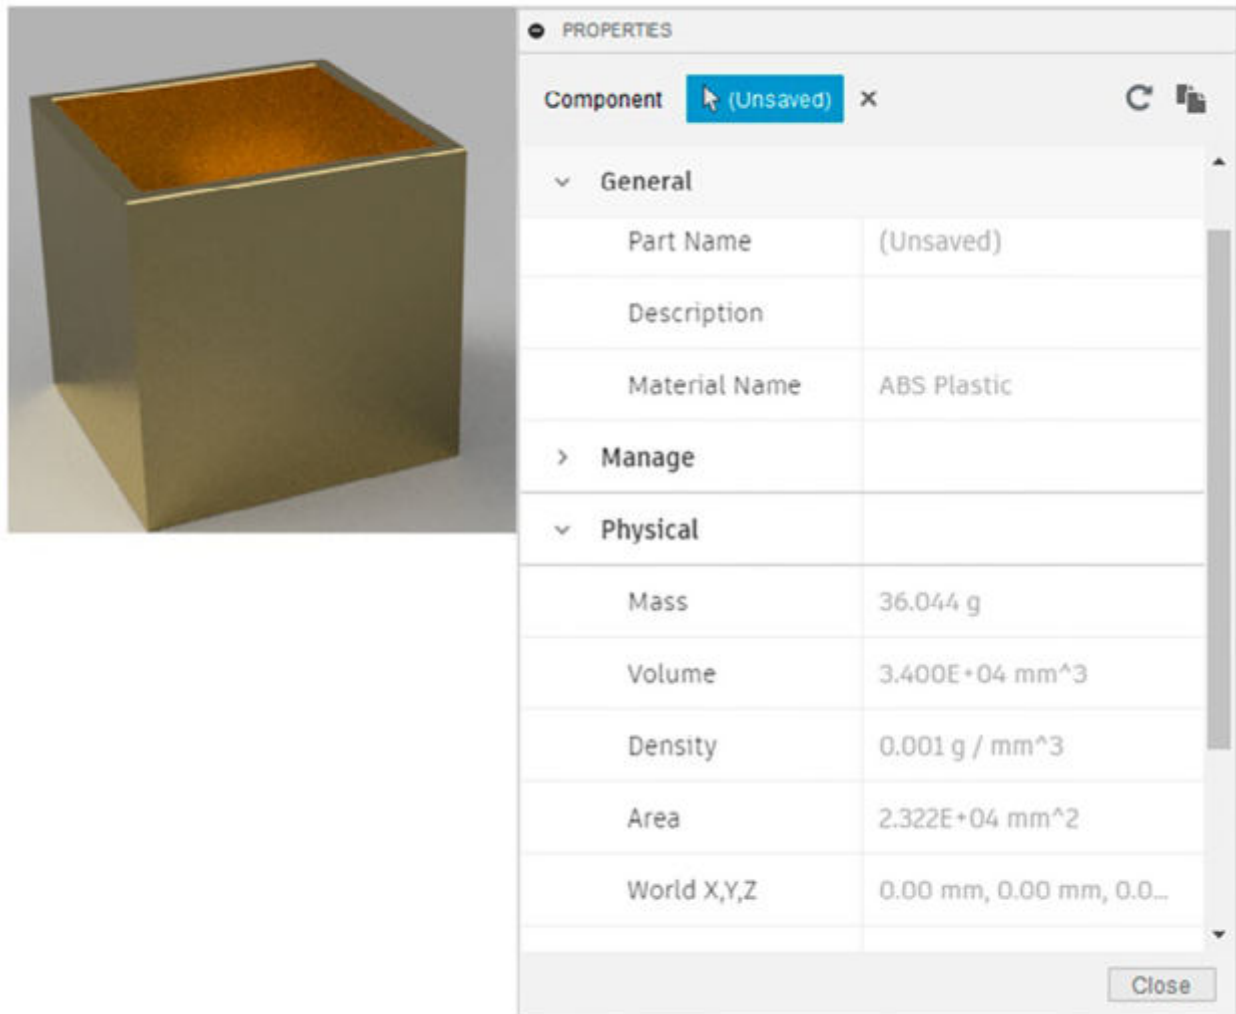 PROPERTIES
Component (Unsaved) ×
General
Part Name (Unsaved)
Description
Material Name ABS Plastic
Manage
Physical
Mass 36.044 g
Volume 3.400E+04 mm^3
Density 0.001 g / mm^3
Area 2.322E+04 mm^2
World X,Y,Z 0.00 mm, 0.00 mm, 0.0...
Close